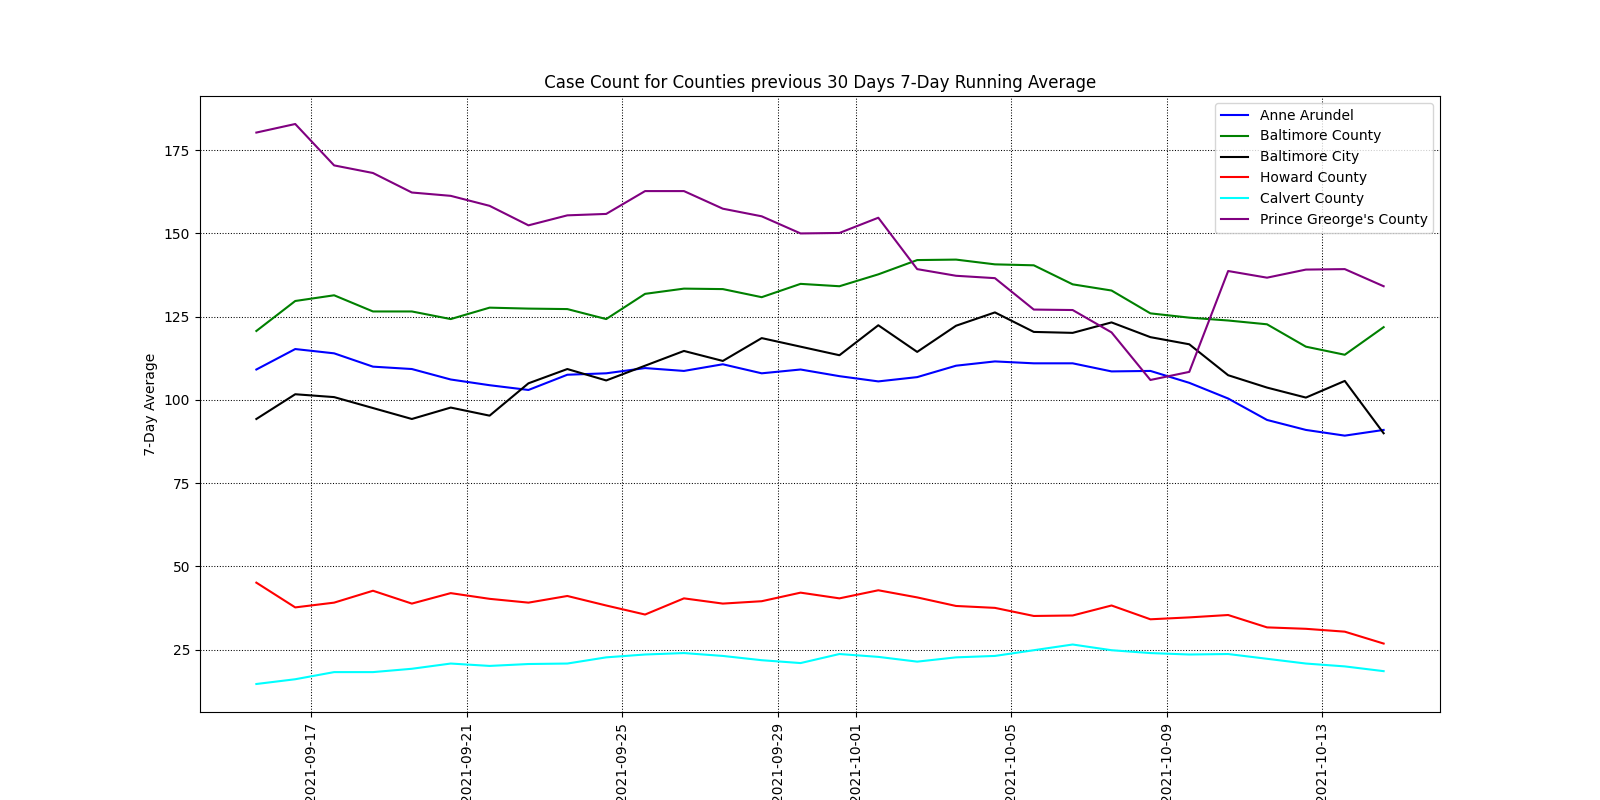 Case Count for Counties previous 30 Days 7-Day Running Average
Anne Arundel
Baltimore County
Baltimore City
Howard County
Calvert County
Prince Greorge's County
7-Day Average
175
150
125
100
75
50
25
2021-09-17
2021-09-21
2021-09-25
2021-09-29
2021-10-01
2021-10-05
2021-10-09
2021-10-13